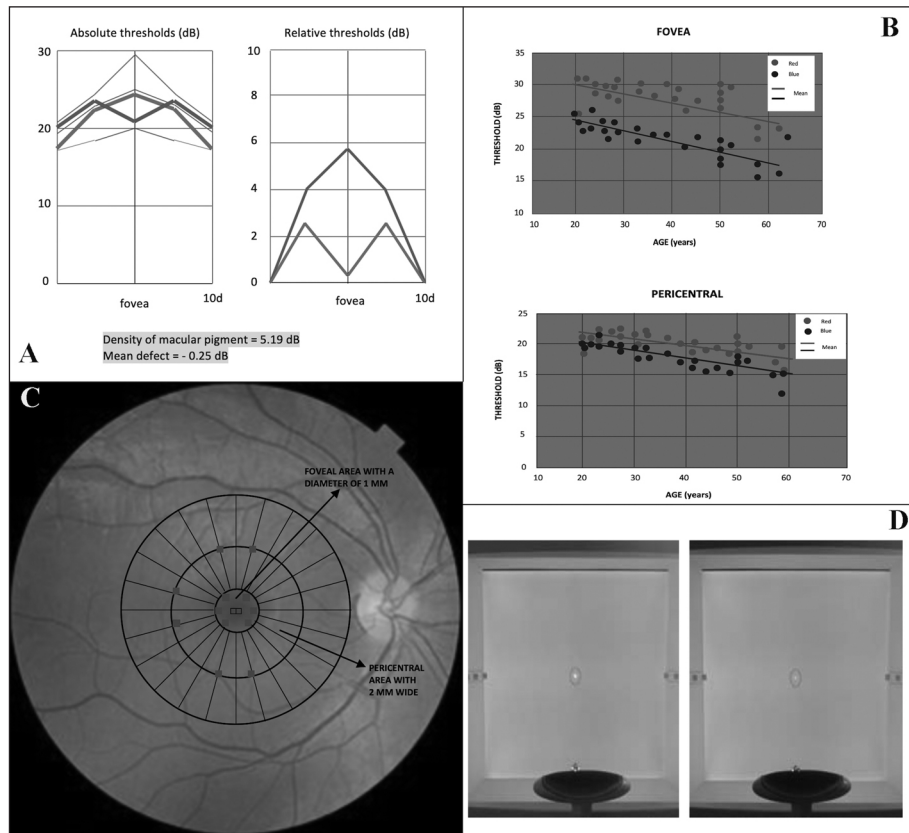 Absolute thresholds (dB)
Relative thresholds (dB)
30
20
10
0
fovea
10d
10
8
6
4
2
0
fovea
10d
Density of macular pigment = 5.19 dB
Mean defect = - 0.25 dB
A
B
FOVEA
THRESHOLD (dB)
35
30
25
20
15
10
10 20 30 40 50 60 70
AGE (years)
Red
Blue
Mean
PERICENTRAL
THRESHOLD (dB)
25
20
15
10
5
0
10 20 30 40 50 60 70
AGE (years)
Red
Blue
Mean
C
FOVEAL AREA WITH A
DIAMETER OF 1 MM
PERICENTRAL
AREA WITH
2 MM WIDE
D